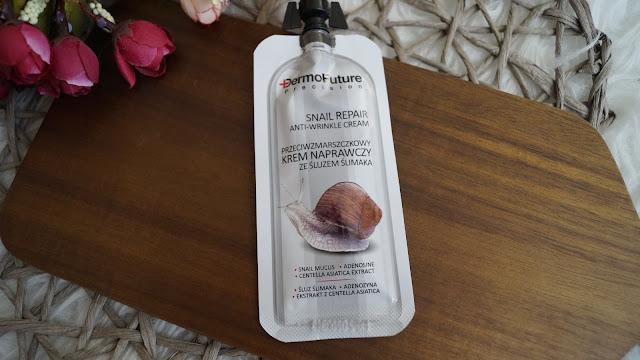 DermoFuture
Precision
SNAIL REPAIR
ANTI-WRINKLE CREAM
PRZECIWZMARSZCZKOWY
KREM NAPRAWCZY
ZE ŚLUZEM ŚLIMAKA
• SNAIL MUCUS • ADENOSINE
• CENTELLA ASIATICA EXTRACT
• ŚLUZ ŚLIMAKA • ADENOZYNA
• EKSTRAKT Z CENTELLA ASIATICA